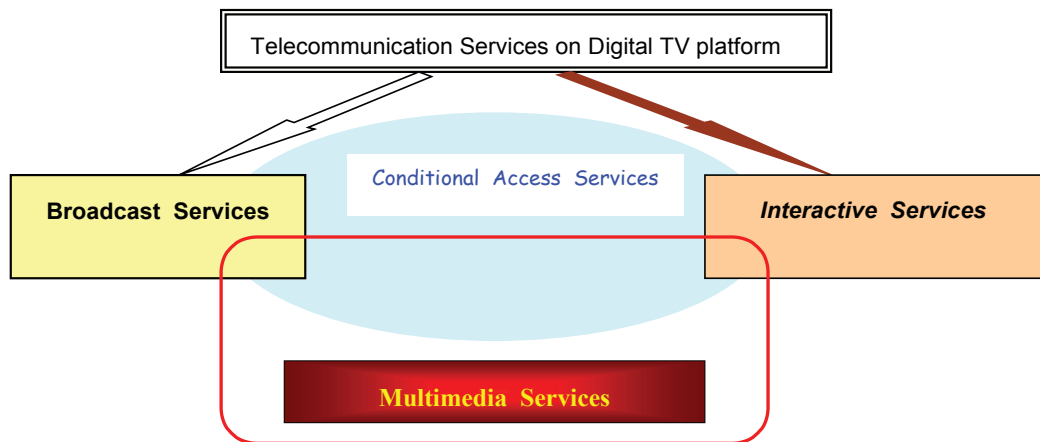 Telecommunication Services on Digital TV platform
Conditional Access Services
Broadcast Services
Interactive Services
Multimedia Services